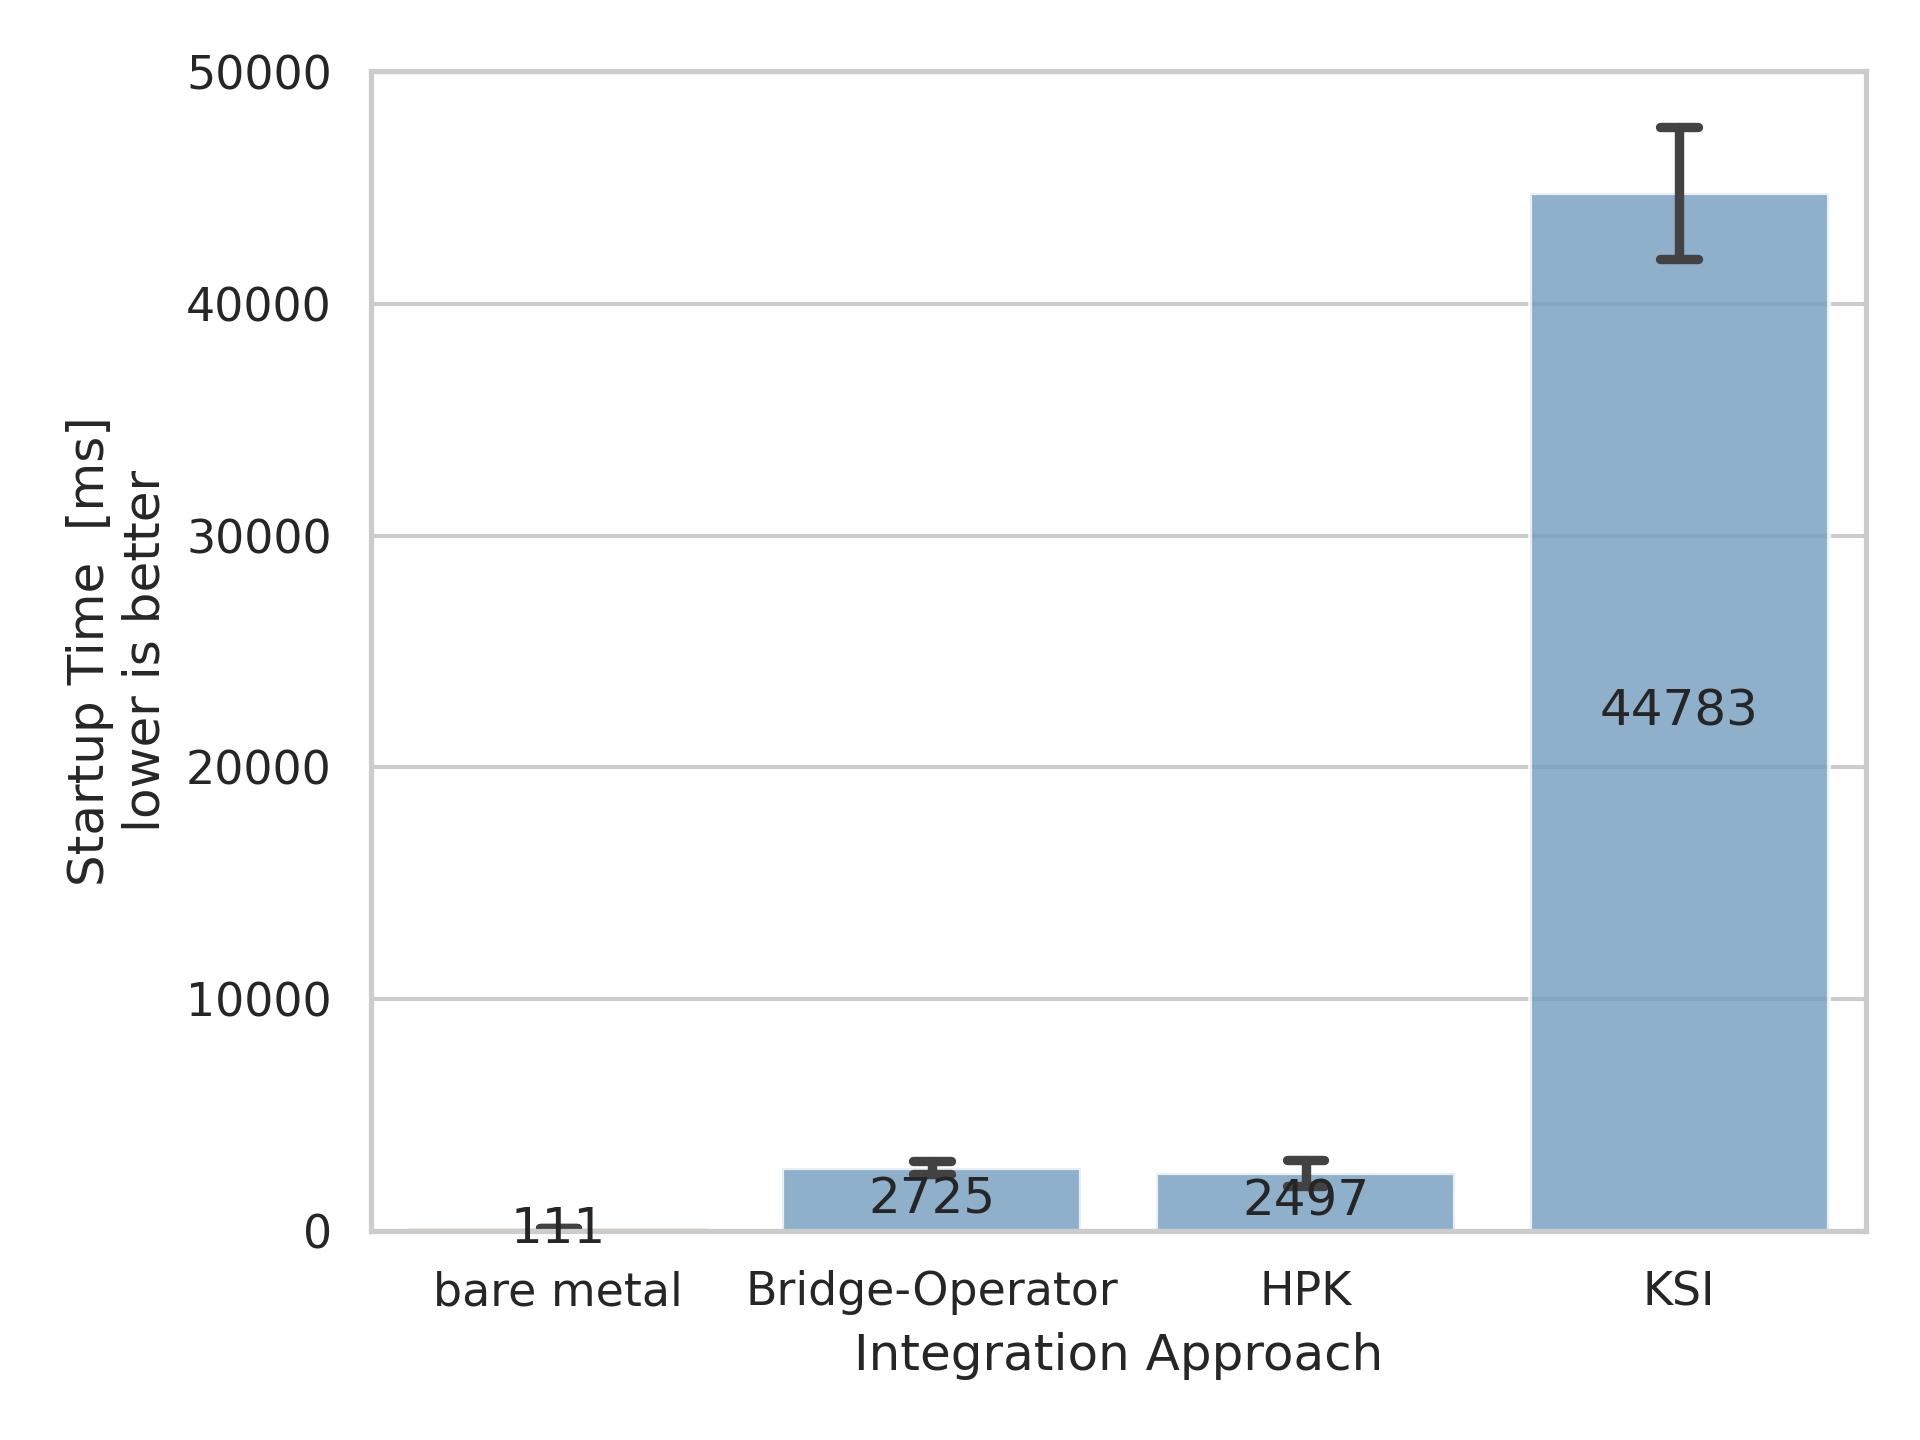 Startup Time  [ms]
lower is better
50000
40000
30000
20000
10000
0
111
2725
2497
44783
bare metal
Bridge-Operator
HPK
KSI
Integration Approach